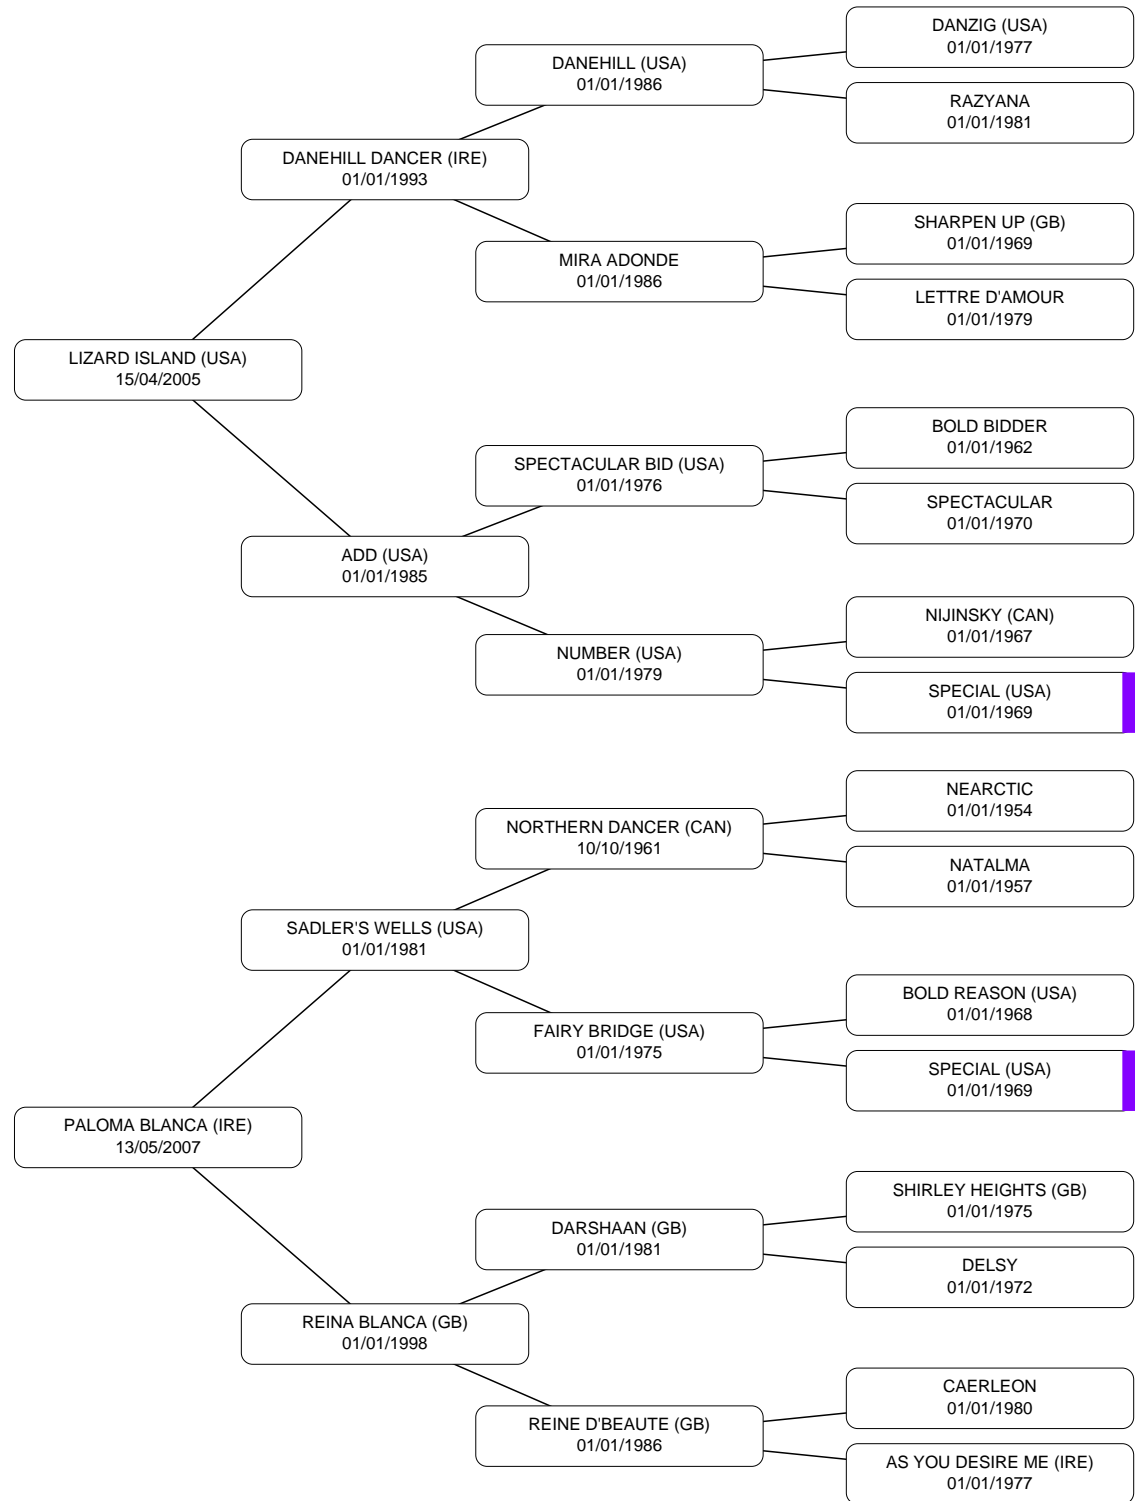 DANZIG (USA)
01/01/1977
DANEHILL (USA)
01/01/1986
RAZYANA
01/01/1981
DANEHILL DANCER (IRE)
01/01/1993
SHARPEN UP (GB)
01/01/1969
MIRA ADONDE
01/01/1986
LETTRE D'AMOUR
01/01/1979
LIZARD ISLAND (USA)
15/04/2005
BOLD BIDDER
01/01/1962
SPECTACULAR BID (USA)
01/01/1976
SPECTACULAR
01/01/1970
ADD (USA)
01/01/1985
NIJINSKY (CAN)
01/01/1967
NUMBER (USA)
01/01/1979
SPECIAL (USA)
01/01/1969
NEARCTIC
01/01/1954
NORTHERN DANCER (CAN)
10/10/1961
NATALMA
01/01/1957
SADLER'S WELLS (USA)
01/01/1981
BOLD REASON (USA)
01/01/1968
FAIRY BRIDGE (USA)
01/01/1975
SPECIAL (USA)
01/01/1969
PALOMA BLANCA (IRE)
13/05/2007
SHIRLEY HEIGHTS (GB)
01/01/1975
DARSHAAN (GB)
01/01/1981
DELSY
01/01/1972
REINA BLANCA (GB)
01/01/1998
CAERLEON
01/01/1980
REINE D'BEAUTE (GB)
01/01/1986
AS YOU DESIRE ME (IRE)
01/01/1977